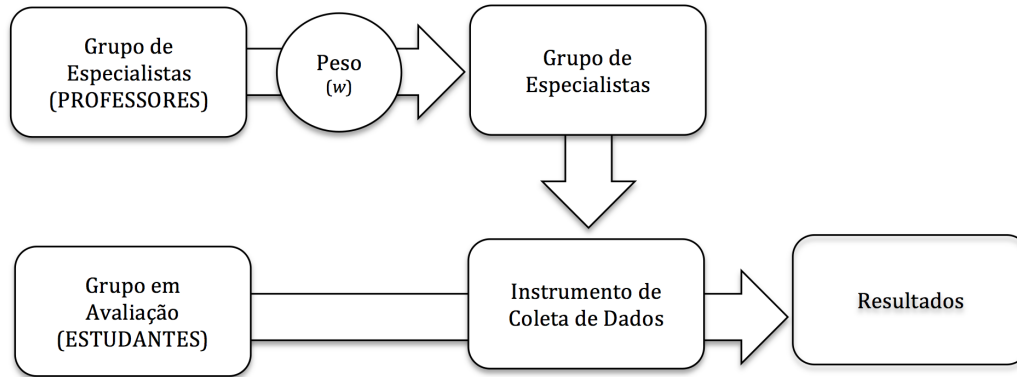 Grupo de
Especialistas
(PROFESSORES)
Peso
(w)
Grupo de
Especialistas
Grupo em
Avaliação
(ESTUDANTES)
Instrumento de
Coleta de Dados
Resultados